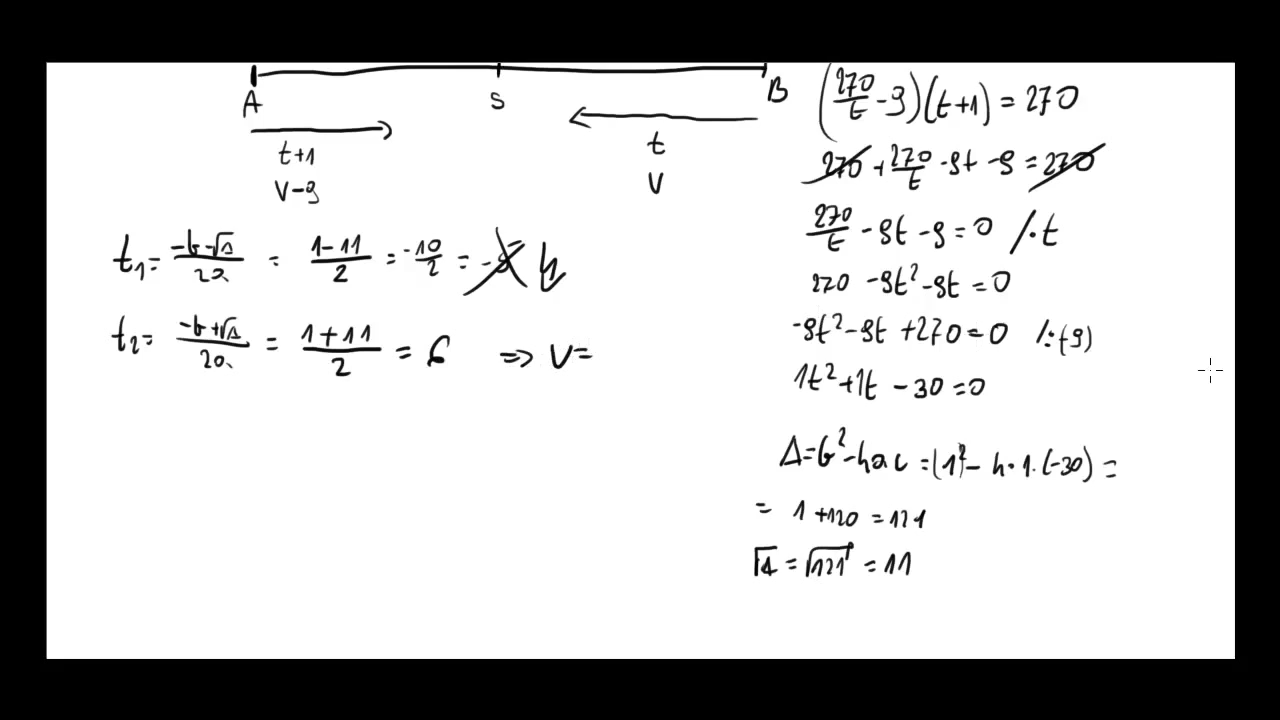 A S B
t+1 t
v-9 v
t₁ = (-b-√Δ)/2a = (1-11)/2 = -10/2 = -5
t₂ = (-b+√Δ)/2a = (1+11)/2 = 6 => v=
(270/t - 9)(t+1) = 270
270 + 270/t - 9t - 9 = 270
270/t - 9t - 9 = 0 /·t
270 - 9t² - 9t = 0
-9t² - 9t + 270 = 0 /:(9)
1t² + 1t - 30 = 0
Δ = b² - 4ac = (1)² - 4·1·(-30) =
= 1 + 120 = 121
√Δ = √121 = 11